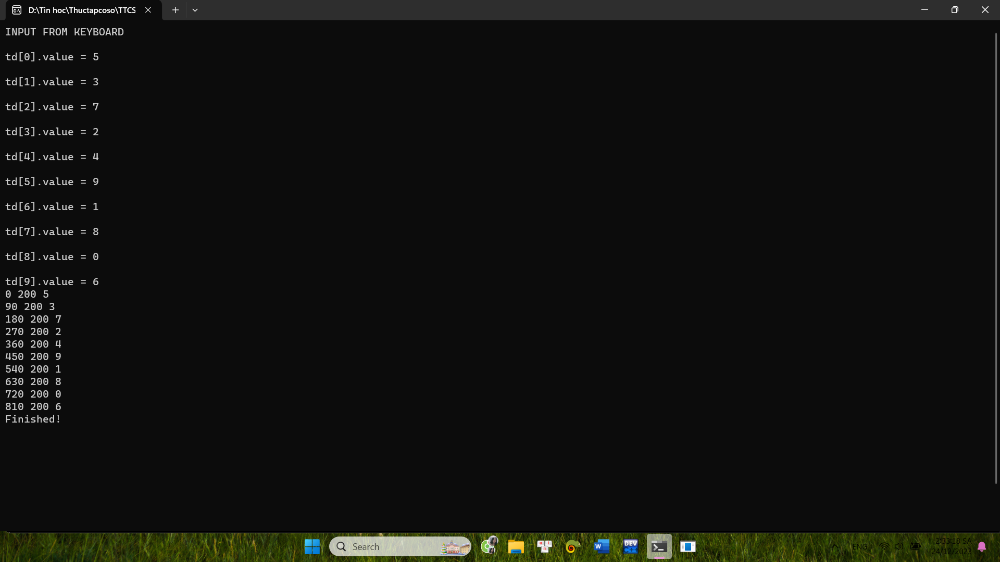 D:\Tin hoc\Thuctapcoso\TTCS
INPUT FROM KEYBOARD
td[0].value = 5
td[1].value = 3
td[2].value = 7
td[3].value = 2
td[4].value = 4
td[5].value = 9
td[6].value = 1
td[7].value = 8
td[8].value = 0
td[9].value = 6
0 200 5
90 200 3
180 200 7
270 200 2
360 200 4
450 200 9
540 200 1
630 200 8
720 200 0
810 200 6
Finished!
Search
DEV
C++
ENG
2:33:18 SA
24/12/2023